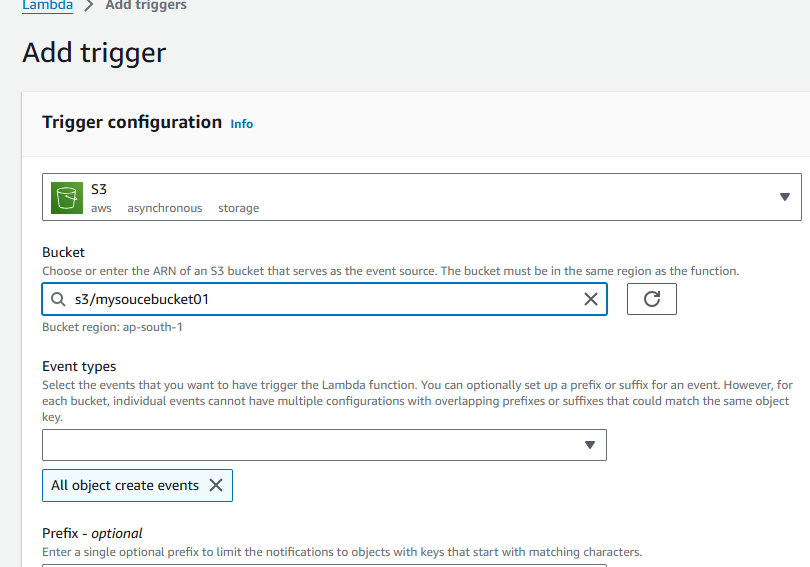 Lambda > Add triggers
Add trigger
Trigger configuration Info
S3
aws asynchronous storage
Bucket
Choose or enter the ARN of an S3 bucket that serves as the event source. The bucket must be in the same region as the function.
s3/mysoucebucket01
Bucket region: ap-south-1
Event types
Select the events that you want to have trigger the Lambda function. You can optionally set up a prefix or suffix for an event. However, for
each bucket, individual events cannot have multiple configurations with overlapping prefixes or suffixes that could match the same object
key.
All object create events
Prefix - optional
Enter a single optional prefix to limit the notifications to objects with keys that start with matching characters.